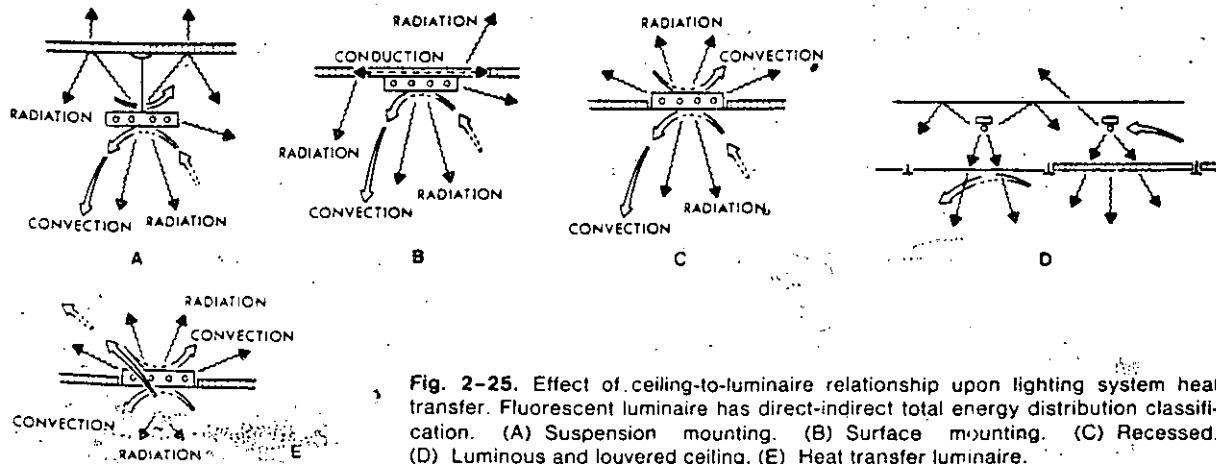 RADIATION
CONVECTION
RADIATION
A
RADIATION
CONDUCTION
RADIATION
RADIATION
CONVECTION
B
RADIATION
CONVECTION
RADIATION
CONVECTION
C
D
RADIATION
CONVECTION
CONVECTION
RADIATION
E
Fig. 2-25. Effect of ceiling-to-luminaire relationship upon lighting system heat
transfer. Fluorescent luminaire has direct-indirect total energy distribution classifi-
cation. (A) Suspension mounting. (B) Surface mounting. (C) Recessed.
(D) Luminous and louvered ceiling. (E) Heat transfer luminaire.